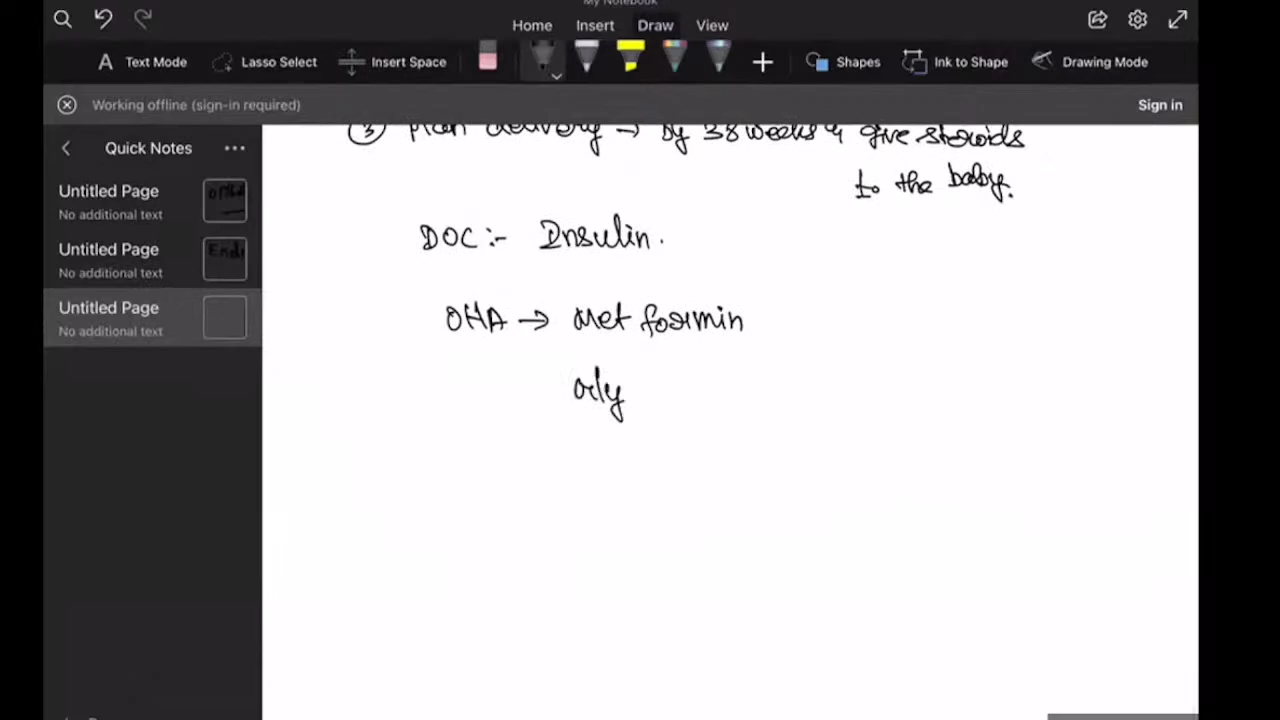 My Notebook
Home Insert Draw View
A Text Mode Lasso Select Insert Space Shapes Ink to Shape Drawing Mode
Working offline (sign-in required) Sign in
Quick Notes
Untitled Page
No additional text
Untitled Page
No additional text
Untitled Page
No additional text
③ Plan delivery → by 38 weeks & give steroids
to the baby.
DOC :- Insulin.
OHA → Metformin